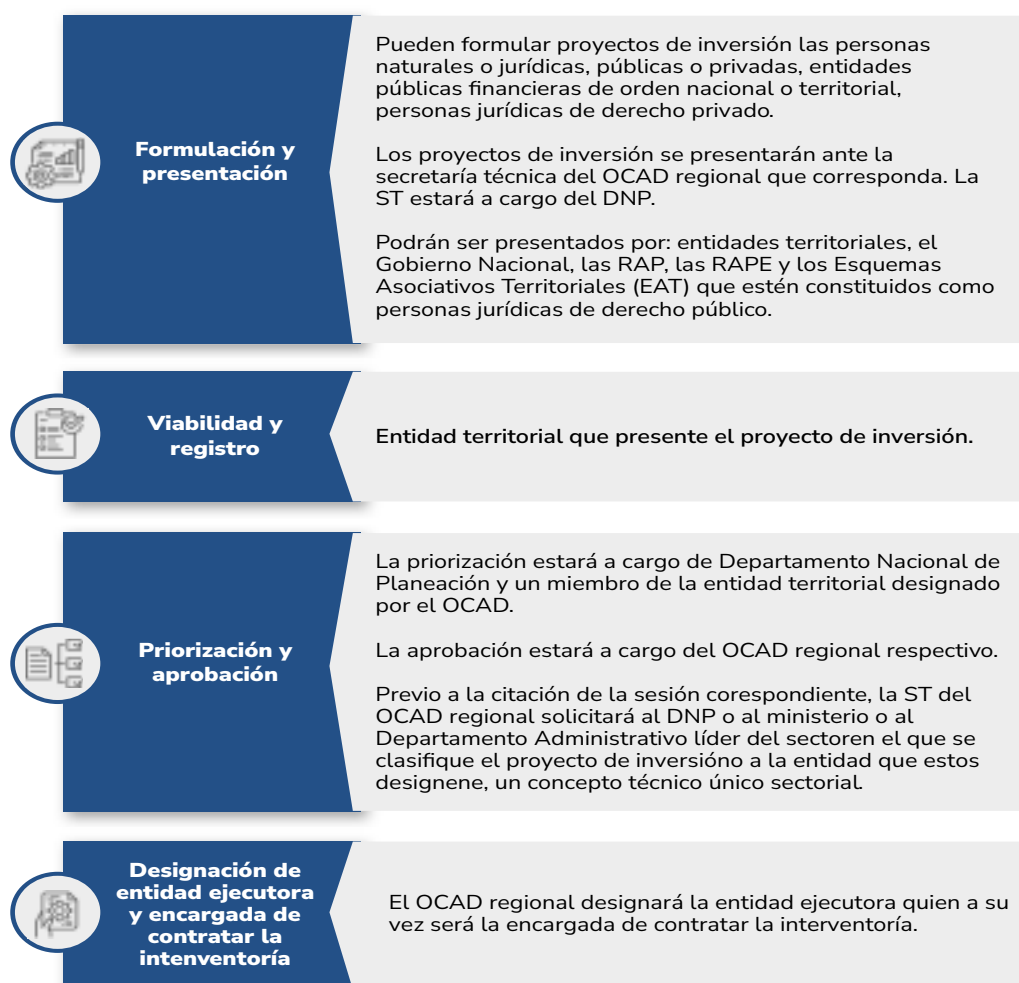 Formulación y
presentación
Pueden formular proyectos de inversión las personas
naturales o jurídicas, públicas o privadas, entidades
públicas financieras de orden nacional o territorial,
personas jurídicas de derecho privado.
Los proyectos de inversión se presentarán ante la
secretaría técnica del OCAD regional que corresponda. La
ST estará a cargo del DNP.
Podrán ser presentados por: entidades territoriales, el
Gobierno Nacional, las RAP, las RAPE y los Esquemas
Asociativos Territoriales (EAT) que estén constituidos como
personas jurídicas de derecho público.
Viabilidad y
registro
Entidad territorial que presente el proyecto de inversión.
Priorización y
aprobación
La priorización estará a cargo de Departamento Nacional de
Planeación y un miembro de la entidad territorial designado
por el OCAD.
La aprobación estará a cargo del OCAD regional respectivo.
Previo a la citación de la sesión corespondiente, la ST del
OCAD regional solicitará al DNP o al ministerio o al
Departamento Administrativo líder del sectoren el que se
clasifique el proyecto de inversióno a la entidad que estos
designene, un concepto técnico único sectorial.
Designación de
entidad ejecutora
y encargada de
contratar la
intenventoría
El OCAD regional designará la entidad ejecutora quien a su
vez será la encargada de contratar la interventoría.